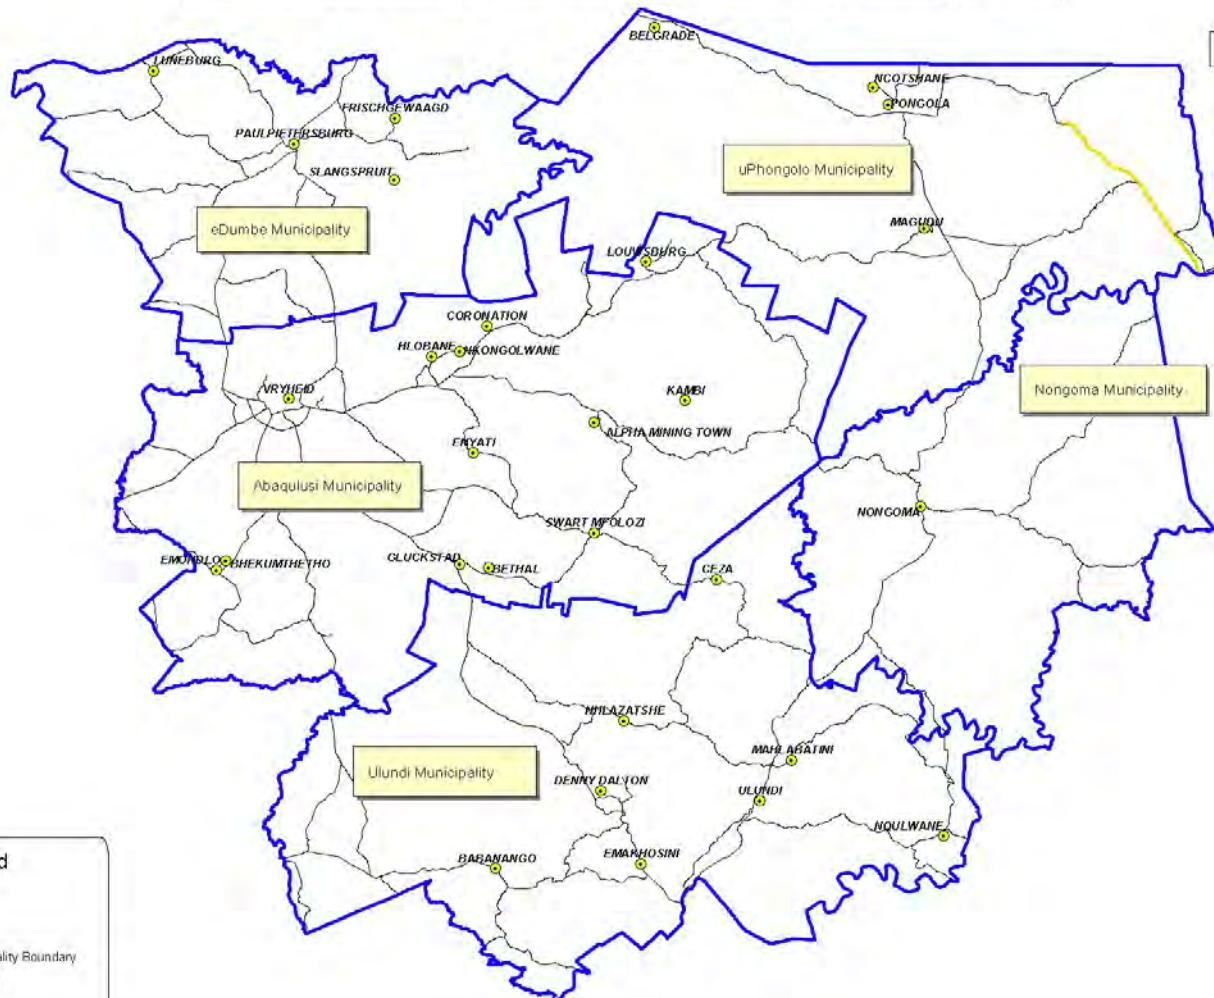 BELGRADE
LUNEBURG
NCOTSHANE
PONGOLA
FRISCHGEWAAGD
PAULPIETERSBURG
SLANGSPRUIT
uPhongolo Municipality
eDumbe Municipality
MAGUDU
LOUWSBURG
CORONATION
HLOBANE
NKONGOLWANE
Nongoma Municipality
VRYHEID
KAMBI
ALPHA MINING TOWN
ENYATI
Abaqulusi Municipality
NONGOMA
SWART MFOLOZI
EMONDLO
BHEKUMTHETHO
GLUCKSTAD
BETHAL
CEZA
NHLAZATSHE
MAHLABATINI
Ulundi Municipality
DENNY DALTON
ULUNDI
NQULWANE
BABANANGO
EMAKHOSINI
d
ality Boundary